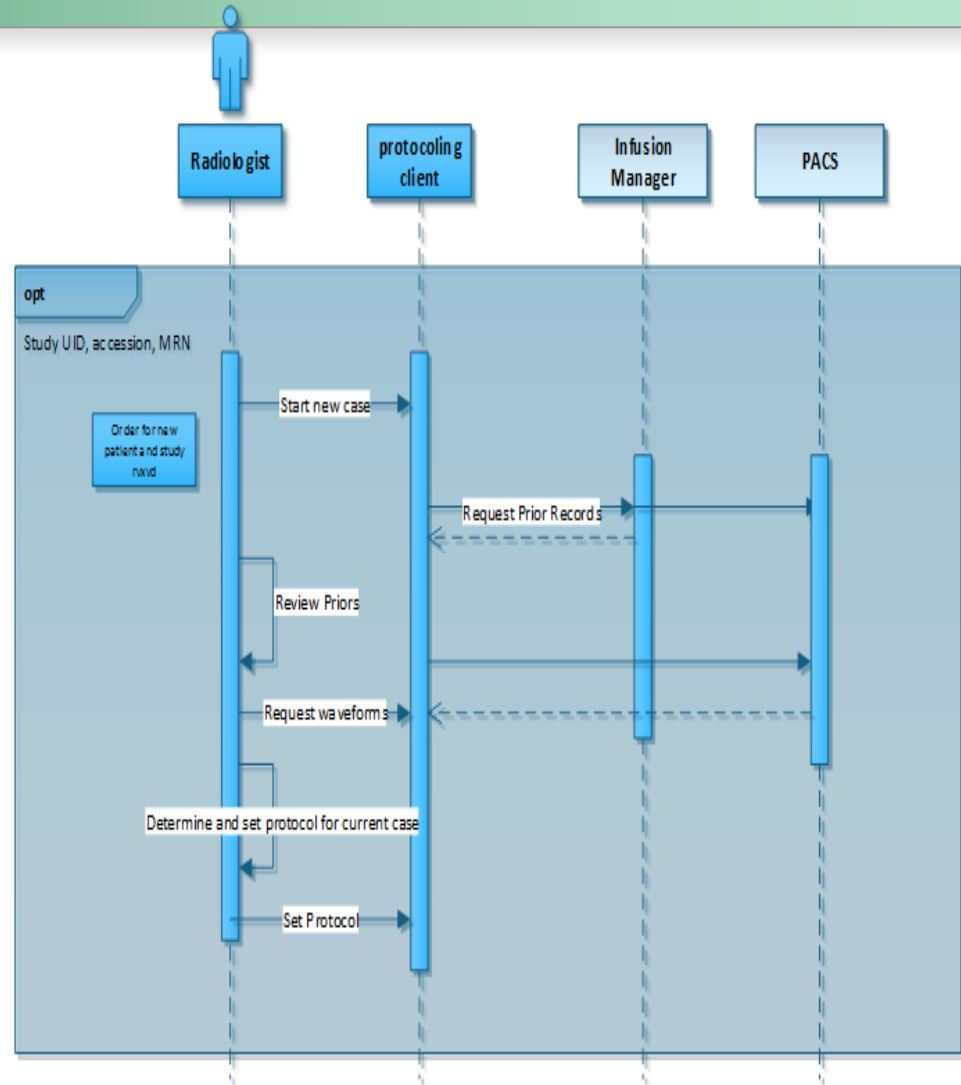 Radiologist
protocoling
client
Infusion
Manager
PACS
opt
Study UID, accession, MRN
Start new case
Order for new
patient and study
rvxvd
Request Prior Records
Review Priors
Request waveforms
Determine and set protocol for current case
Set Protocol